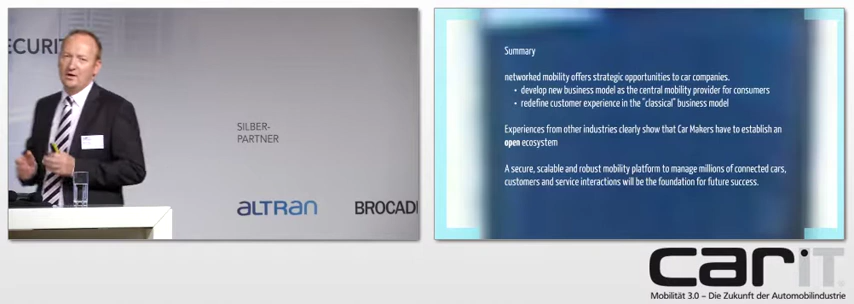 ECURIT
SILBER-
PARTNER
ALTRAN
BROCAD
Summary
networked mobility offers strategic opportunities to car companies.
• develop new business model as the central mobility provider for consumers
• redefine customer experience in the "classical" business model
Experiences from other industries clearly show that Car Makers have to establish an
open ecosystem
A secure, scalable and robust mobility platform to manage millions of connected cars,
customers and service interactions will be the foundation for future success.
carIT
Mobilität 3.0 – Die Zukunft der Automobilindustrie